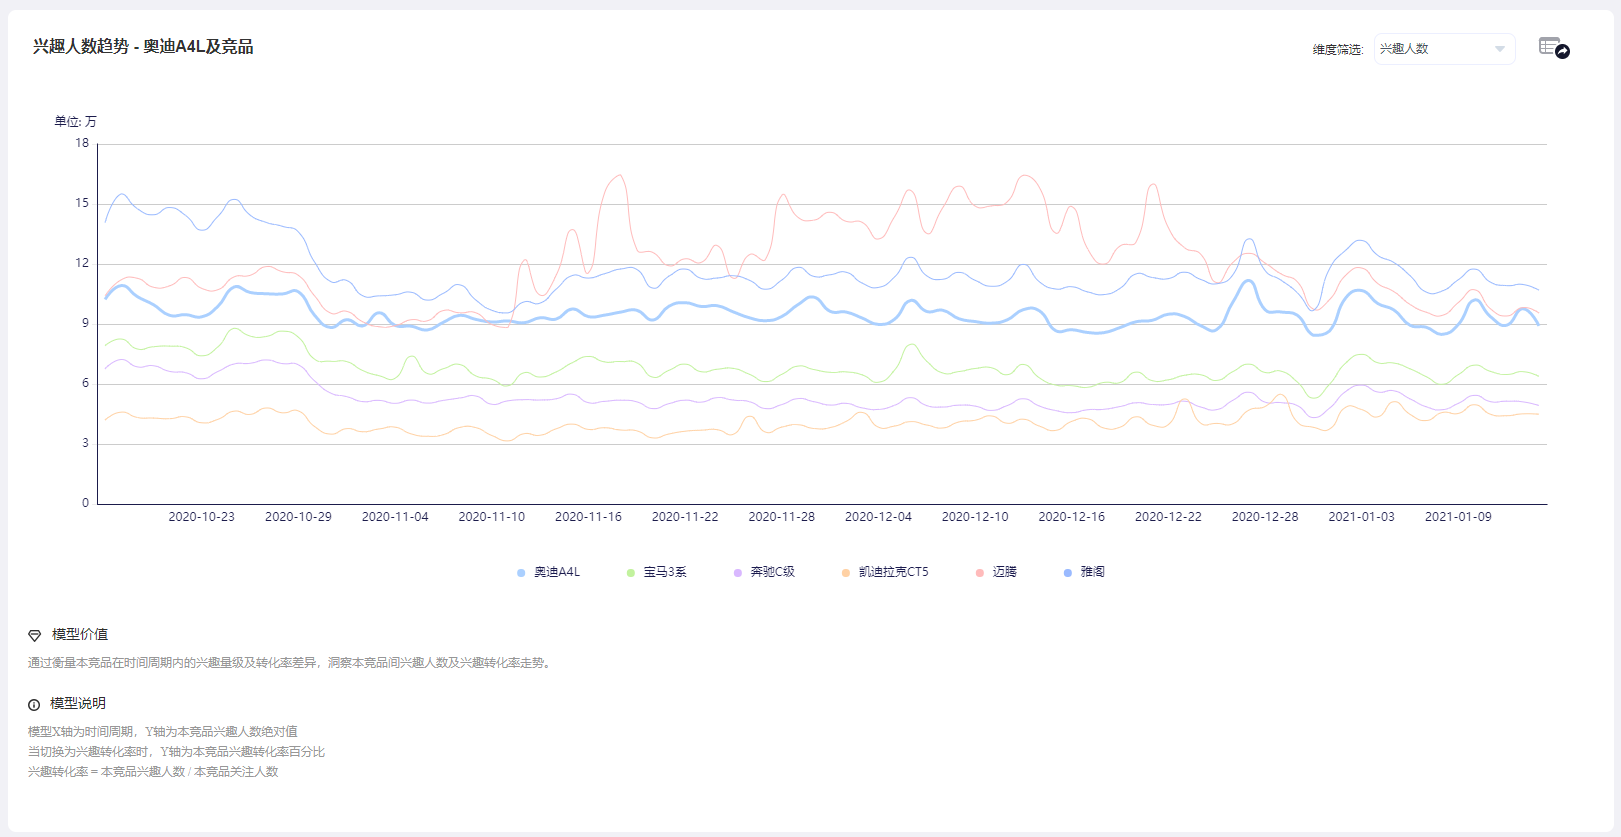 兴趣人数趋势 - 奥迪A4L及竞品
维度筛选: 兴趣人数
单位: 万
18
15
12
9
6
3
0
2020-10-23 2020-10-29 2020-11-04 2020-11-10 2020-11-16 2020-11-22 2020-11-28 2020-12-04 2020-12-10 2020-12-16 2020-12-22 2020-12-28 2021-01-03 2021-01-09
奥迪A4L 宝马3系 奔驰C级 凯迪拉克CT5 迈腾 雅阁
模型价值
通过衡量本竞品在时间周期内的兴趣量级及转化率差异，洞察本竞品间兴趣人数及兴趣转化率走势。
模型说明
模型X轴为时间周期，Y轴为本竞品兴趣人数绝对值
当切换为兴趣转化率时，Y轴为本竞品兴趣转化率百分比
兴趣转化率 = 本竞品兴趣人数 / 本竞品关注人数